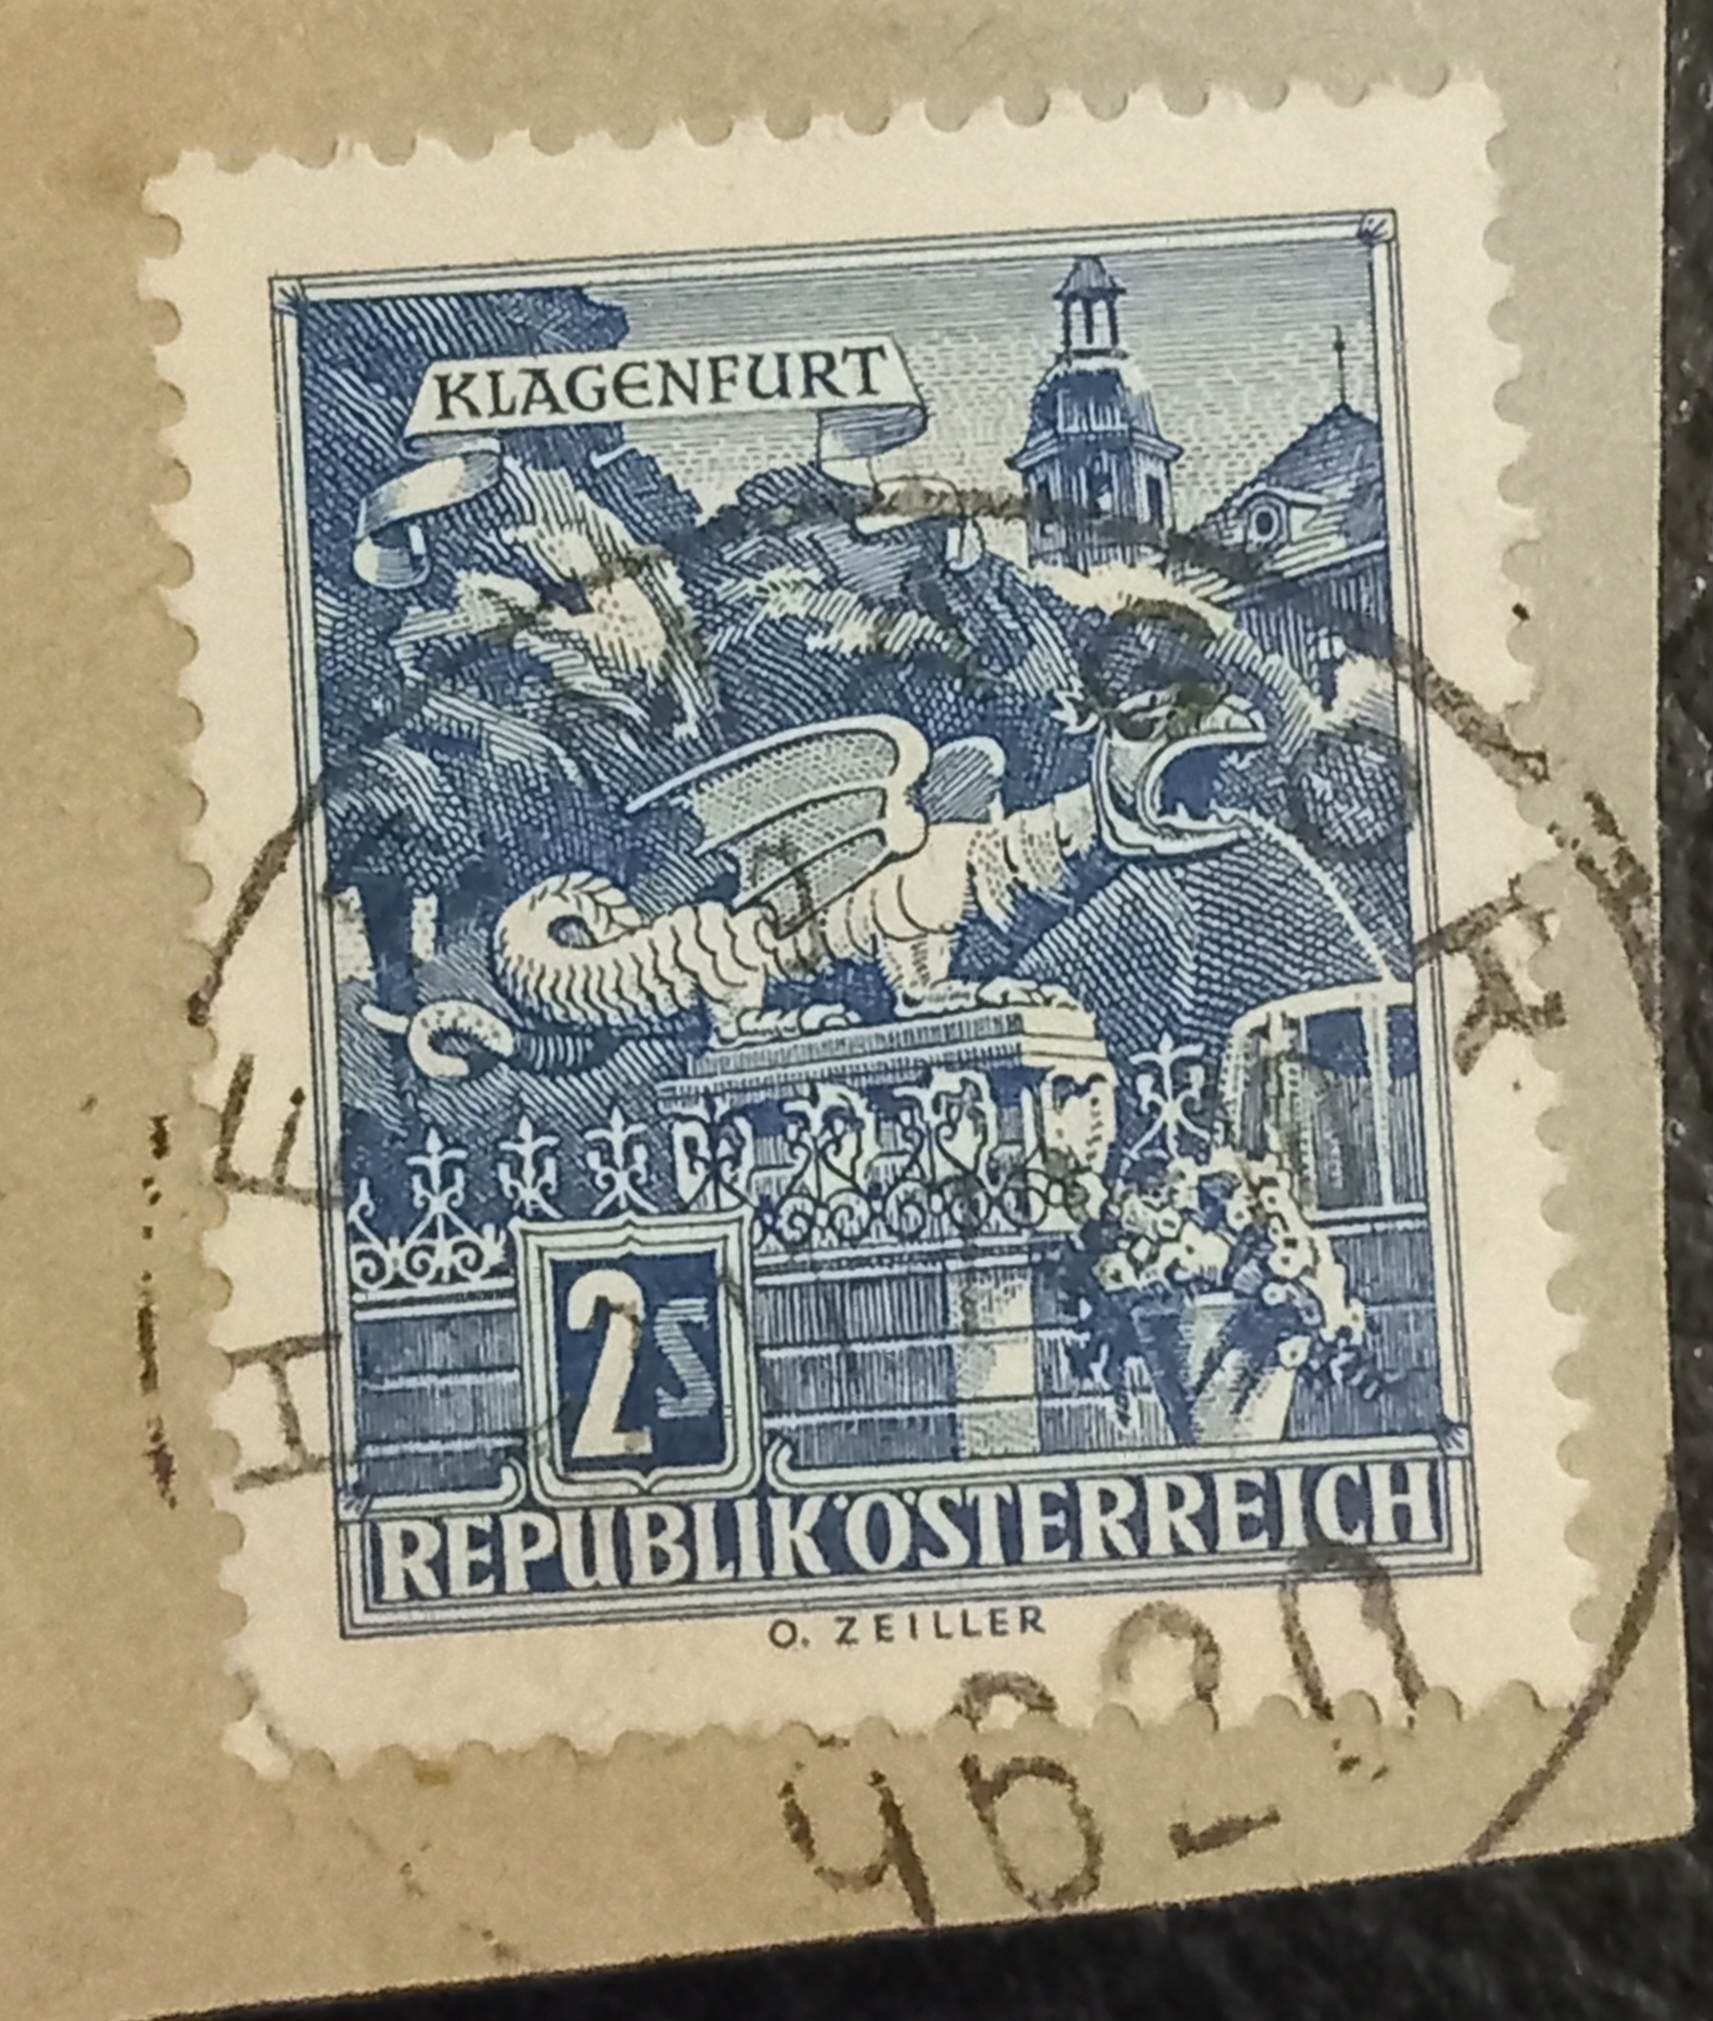 KLAGENFURT
2S
REPUBLIK ÖSTERREICH
O. ZEILLER